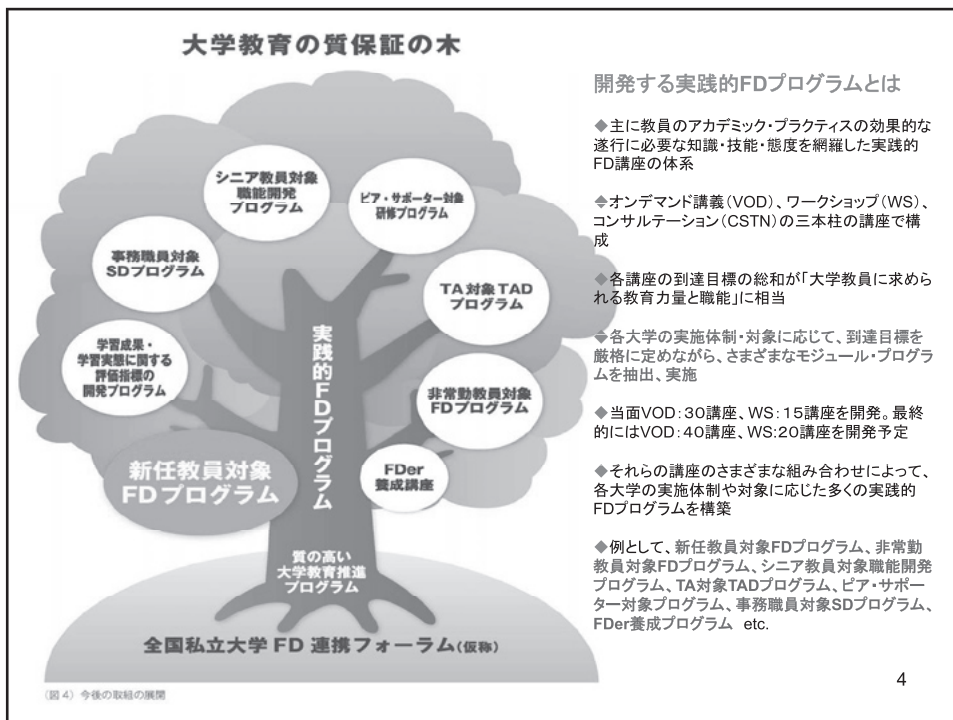 大学教育の質保証の木
シニア教員対象
職能開発
プログラム
ピア・サポーター対象
研修プログラム
事務職員対象
SDプログラム
TA対象TAD
プログラム
学習成果・
学習実態に関する
評価指標の
開発プログラム
非常勤教員対象
FDプログラム
新任教員対象
FDプログラム
FDer
養成講座
実践的FDプログラム
質の高い
大学教育推進
プログラム
全国私立大学 FD 連携フォーラム(仮称)
(図4) 今後の取組の展開
開発する実践的FDプログラムとは
◆主に教員のアカデミック・プラクティスの効果的な
遂行に必要な知識・技能・態度を網羅した実践的
FD講座の体系
◆オンデマンド講義(VOD)、ワークショップ(WS)、
コンサルテーション(CSTN)の三本柱の講座で構
成
◆各講座の到達目標の総和が「大学教員に求めら
れる教育力量と職能」に相当
◆各大学の実施体制・対象に応じて、到達目標を
厳格に定めながら、さまざまなモジュール・プログラ
ムを抽出、実施
◆当面VOD:30講座、WS:15講座を開発。最終
的にはVOD:40講座、WS:20講座を開発予定
◆それらの講座のさまざまな組み合わせによって、
各大学の実施体制や対象に応じた多くの実践的
FDプログラムを構築
◆例として、新任教員対象FDプログラム、非常勤
教員対象FDプログラム、シニア教員対象職能開発
プログラム、TA対象TADプログラム、ピア・サポー
ター対象プログラム、事務職員対象SDプログラム、
FDer養成プログラム etc.
4